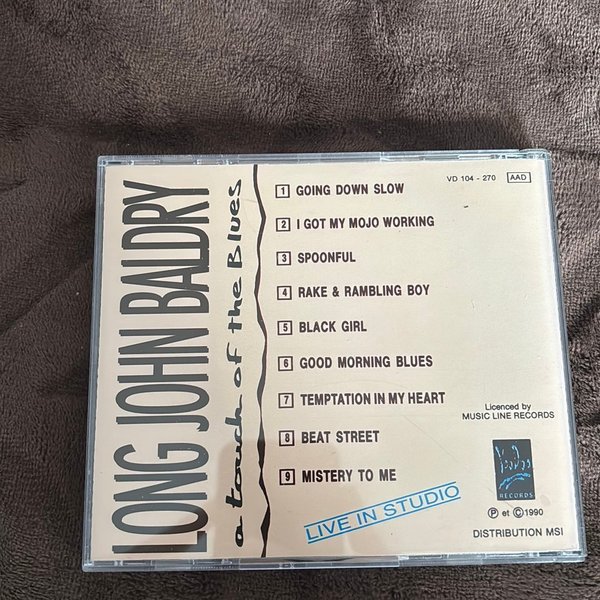 LONG JOHN BALDRY
a touch of the Blues
VD 104 - 270 AAD
1 GOING DOWN SLOW
2 I GOT MY MOJO WORKING
3 SPOONFUL
4 RAKE & RAMBLING BOY
5 BLACK GIRL
6 GOOD MORNING BLUES
7 TEMPTATION IN MY HEART
8 BEAT STREET
9 MISTERY TO ME
LIVE IN STUDIO
Licenced by
MUSIC LINE RECORDS
RECORDS
℗ et © 1990
DISTRIBUTION MSI